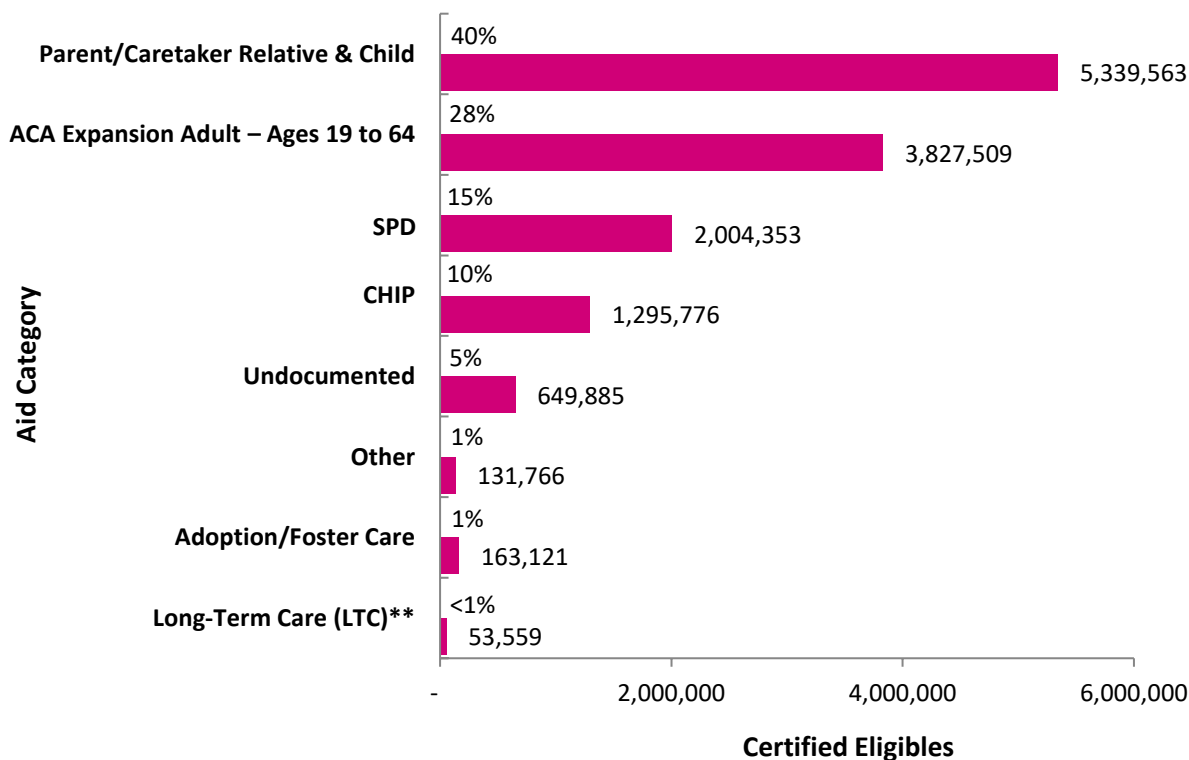 40%
Parent/Caretaker Relative & Child
5,339,563
28%
ACA Expansion Adult – Ages 19 to 64
3,827,509
15%
SPD
2,004,353
10%
CHIP
1,295,776
5%
Undocumented
649,885
1%
Other
131,766
1%
Adoption/Foster Care
163,121
<1%
Long-Term Care (LTC)**
53,559
Aid Category
- 2,000,000 4,000,000 6,000,000
Certified Eligibles